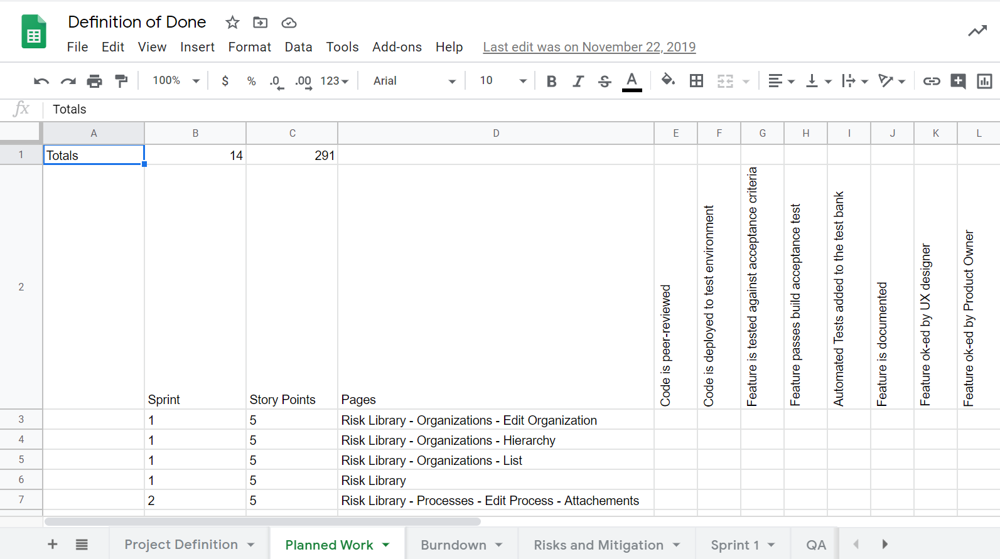 Definition of Done
File Edit View Insert Format Data Tools Add-ons Help Last edit was on November 22, 2019
100% $ % .0 .00 123 Arial 10 B I S A
fx Totals
A B C D E F G H I J K L
1 Totals 14 291
2 Sprint Story Points Pages
Code is peer-reviewed
Code is deployed to test environment
Feature is tested against acceptance criteria
Feature passes build acceptance test
Automated Tests added to the test bank
Feature is documented
Feature ok-ed by UX designer
Feature ok-ed by Product Owner
3 1 5 Risk Library - Organizations - Edit Organization
4 1 5 Risk Library - Organizations - Hierarchy
5 1 5 Risk Library - Organizations - List
6 1 5 Risk Library
7 2 5 Risk Library - Processes - Edit Process - Attachements
+ Project Definition Planned Work Burndown Risks and Mitigation Sprint 1 QA